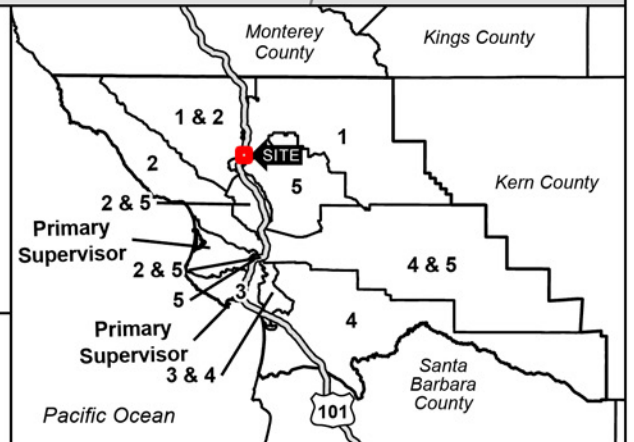 Monterey
County
Kings County
1 & 2
1
SITE
2
5
Kern County
2 & 5
Primary
Supervisor
2 & 5
4 & 5
5
3
4
Primary
Supervisor
3 & 4
Santa
Barbara
County
101
Pacific Ocean